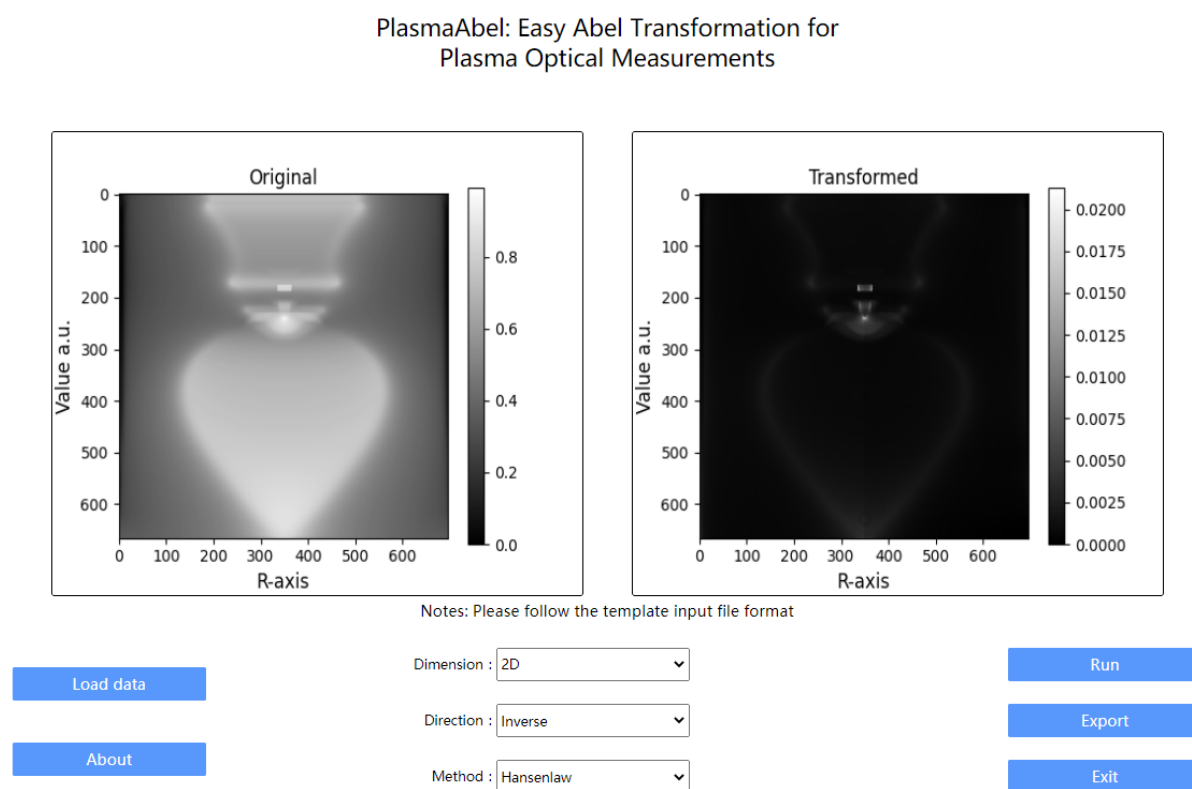 PlasmaAbel: Easy Abel Transformation for
Plasma Optical Measurements
Original
Value a.u.
0
100
200
300
400
500
600
0 100 200 300 400 500 600
R-axis
0.8
0.6
0.4
0.2
0.0
Transformed
Value a.u.
0
100
200
300
400
500
600
0 100 200 300 400 500 600
R-axis
0.0200
0.0175
0.0150
0.0125
0.0100
0.0075
0.0050
0.0025
0.0000
Notes: Please follow the template input file format
Load data
About
Dimension : 2D
Direction : Inverse
Method : Hansenlaw
Run
Export
Exit